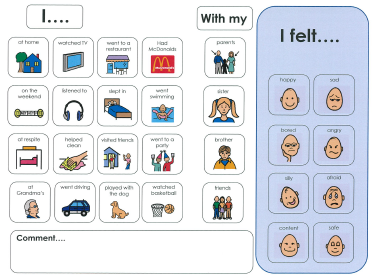 I....
With my
I felt....
at home
watched TV
went to a
restaurant
Had
McDonalds
parents
happy
sad
on the
weekend
listened to
slept in
went
swimming
sister
bored
angry
at respite
helped
clean
visited friends
went to a
party
brother
silly
afraid
at
Grandma's
went driving
played with
the dog
watched
basketball
friends
content
safe
Comment....